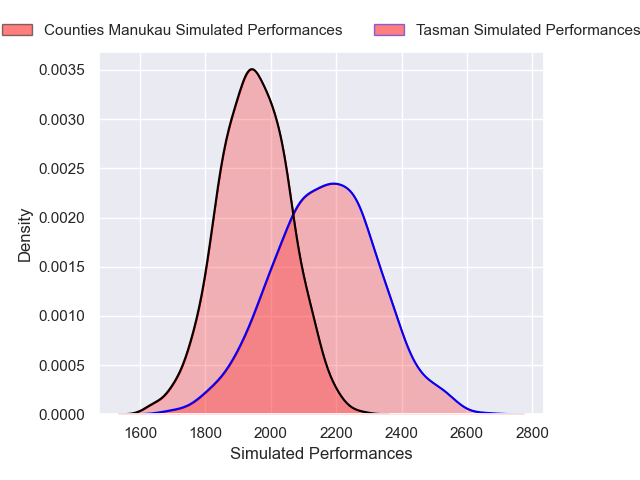 Counties Manukau Simulated Performances
Tasman Simulated Performances
0.0035
0.0030
0.0025
0.0020
0.0015
0.0010
0.0005
0.0000
Density
1600 1800 2000 2200 2400 2600 2800
Simulated Performances